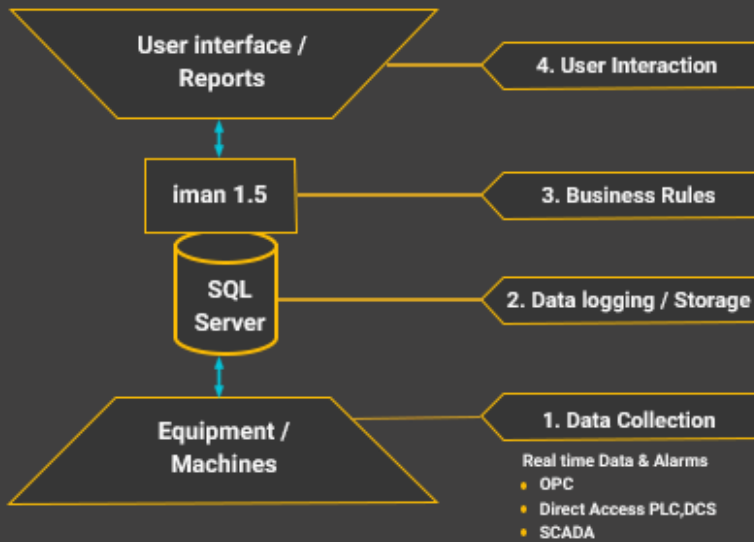 User interface /
Reports
4. User Interaction
iman 1.5
3. Business Rules
SQL
Server
2. Data logging / Storage
Equipment /
Machines
1. Data Collection
Real time Data & Alarms
OPC
Direct Access PLC,DCS
SCADA